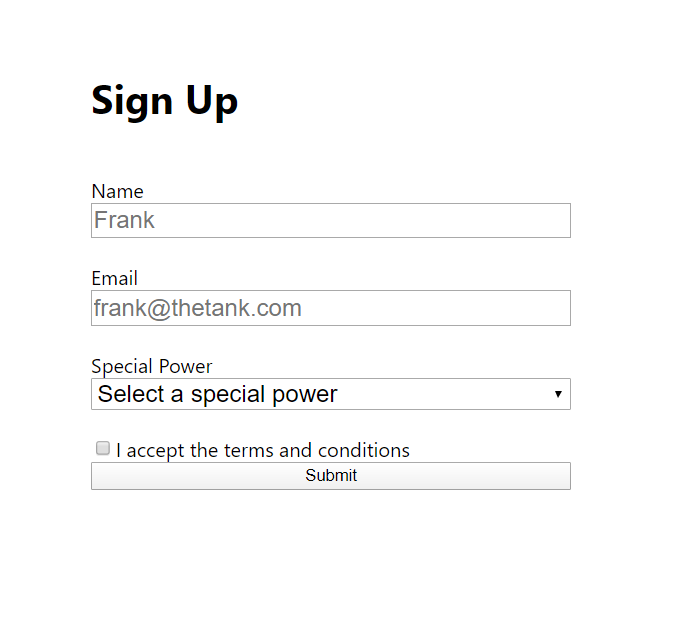 Sign Up
Name
Frank
Email
frank@thetank.com
Special Power
Select a special power
I accept the terms and conditions
Submit